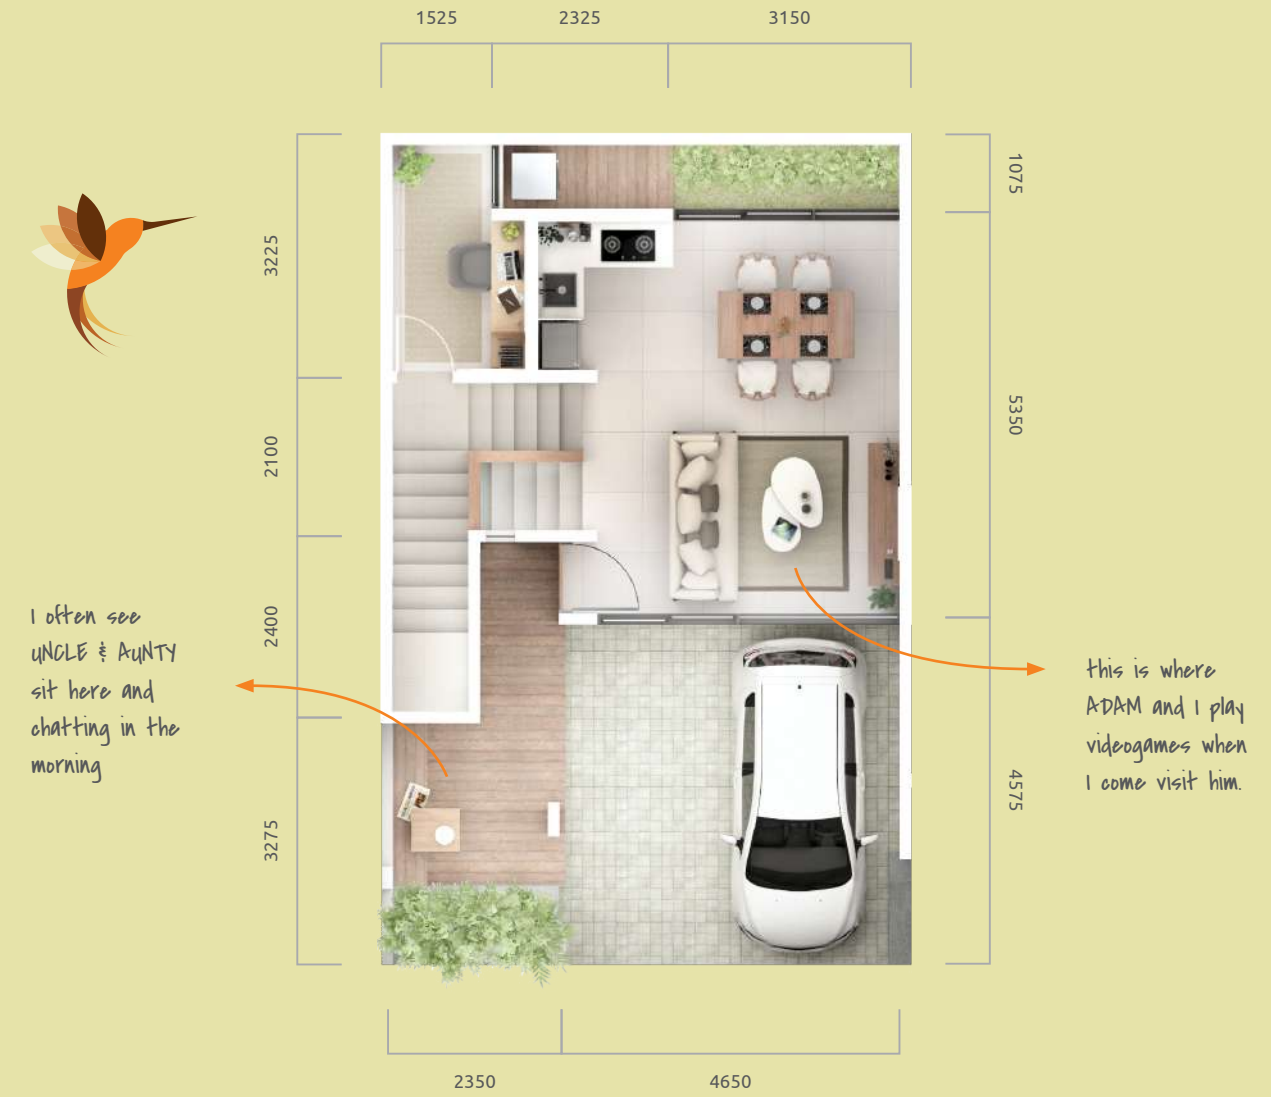 1525
2325
3150
1075
3225
5350
2100
2400
4575
3275
2350
4650
I often see
UNCLE & AUNTY
sit here and
chatting in the
morning
this is where
ADAM and I play
videogames when
I come visit him.